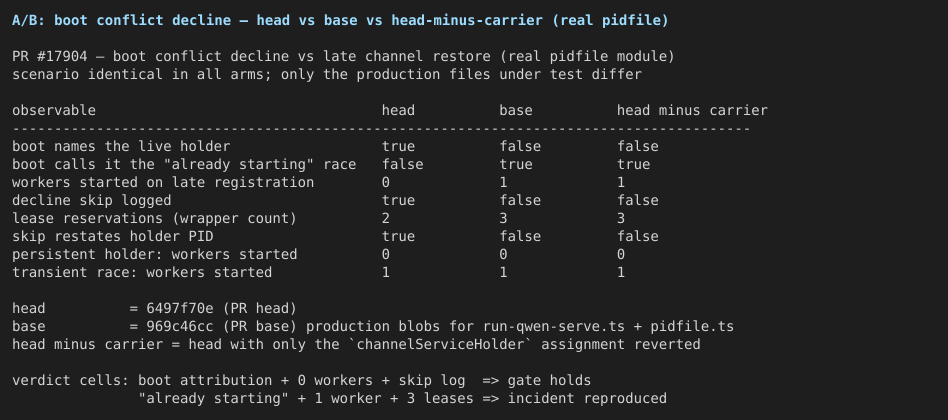 A/B: boot conflict decline — head vs base vs head-minus-carrier (real pidfile)
PR #17904 — boot conflict decline vs late channel restore (real pidfile module)
scenario identical in all arms; only the production files under test differ
observable head base head minus carrier
------------------------------------------------------------------------------------------
boot names the live holder true false false
boot calls it the "already starting" race false true true
workers started on late registration 0 1 1
decline skip logged true false false
lease reservations (wrapper count) 2 3 3
skip restates holder PID true false false
persistent holder: workers started 0 0 0
transient race: workers started 1 1 1
head = 6497f70e (PR head)
base = 969c46cc (PR base) production blobs for run-qwen-serve.ts + pidfile.ts
head minus carrier = head with only the `channelServiceHolder` assignment reverted
verdict cells: boot attribution + 0 workers + skip log => gate holds
"already starting" + 1 worker + 3 leases => incident reproduced